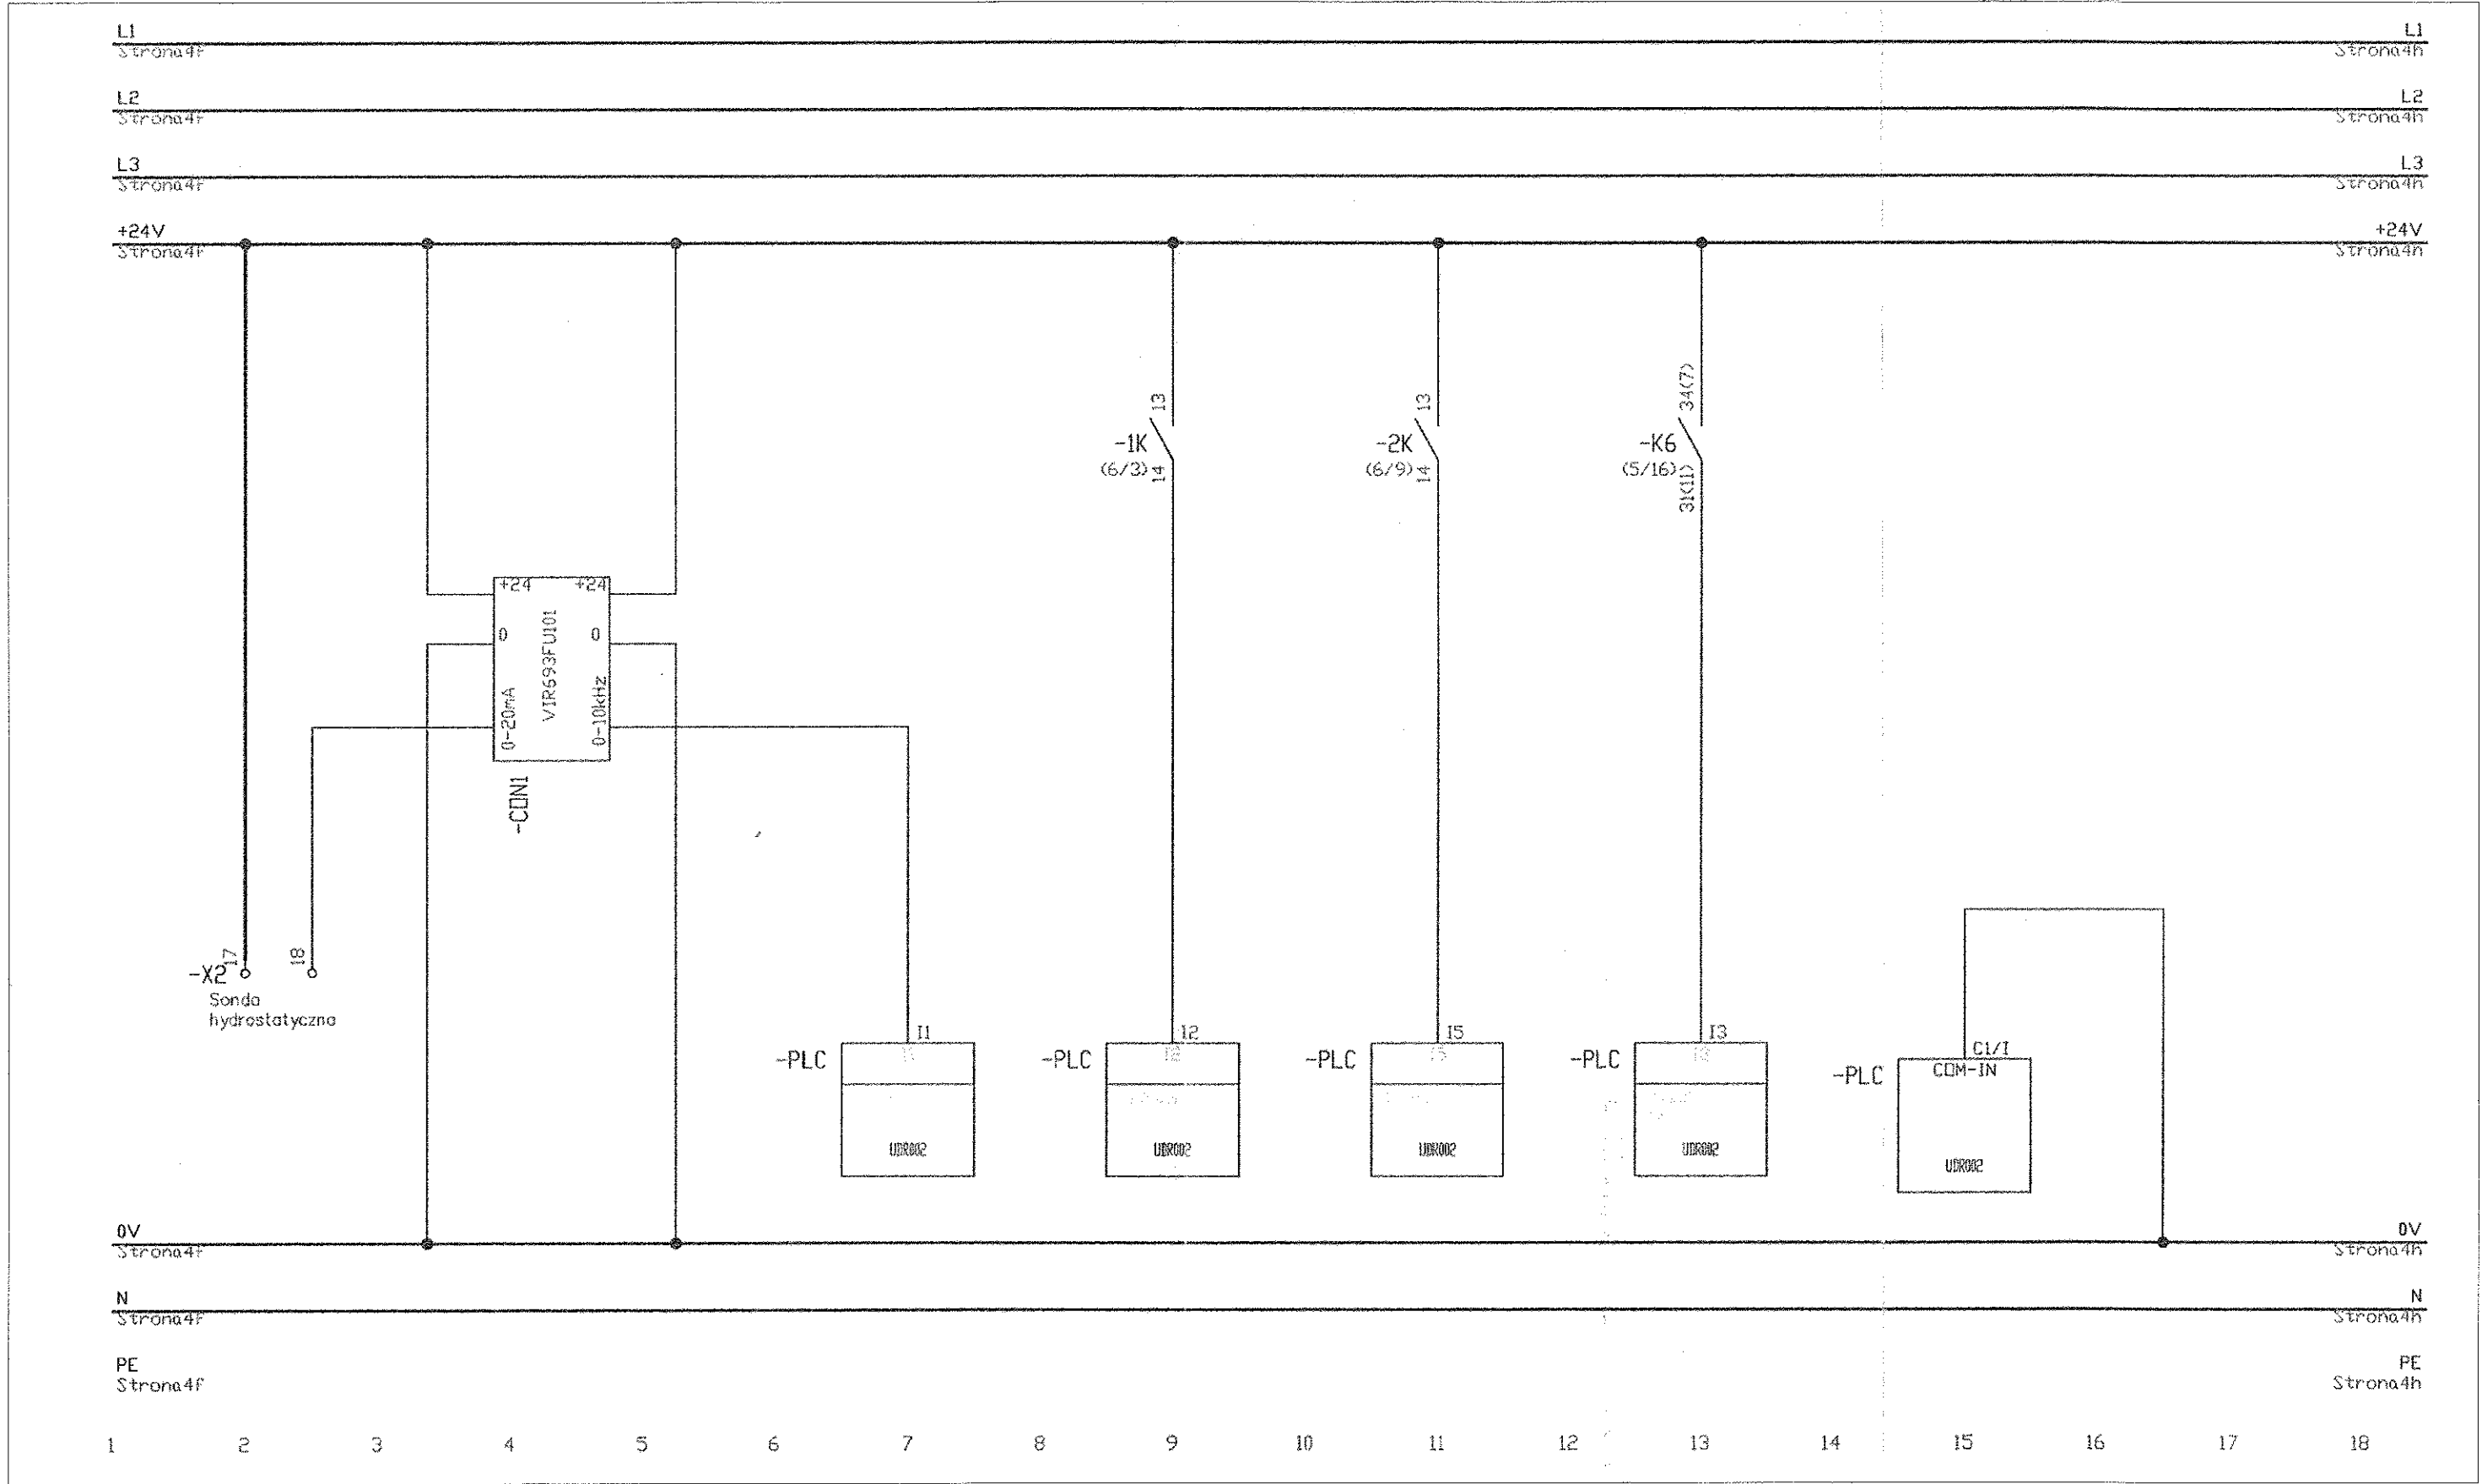 L1
Strona4f
L1
Strona4h
L2
Strona4f
L2
Strona4h
L3
Strona4f
L3
Strona4h
+24V
Strona4f
+24V
Strona4h
13
-1K
(6/3)
14
13
-2K
(6/9)
14
34(7)
-K6
(5/16)
31(11)
+24 +24
0 0
VIR693FU101
0-20mA
0-10kHz
-CON1
17
18
-X2
Sonda
hydrostatyczna
-PLC
I1
UDR002
-PLC
I2
UDR002
-PLC
I5
UDR002
-PLC
I3
UDR002
-PLC
C1/I
COM-IN
UDR002
0V
Strona4f
0V
Strona4h
N
Strona4f
N
Strona4h
PE
Strona4f
PE
Strona4h
1 2 3 4 5 6 7 8 9 10 11 12 13 14 15 16 17 18